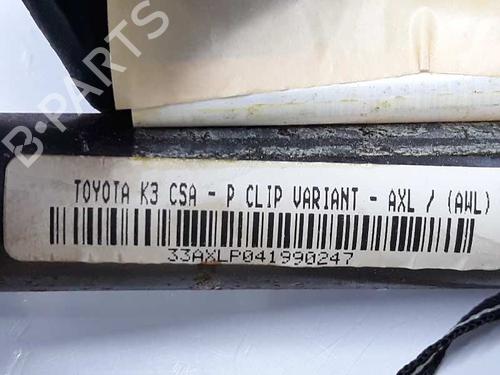 B-PARTS
TOYOTA K3 CSA - P CLIP VARIANT - AXL / (AWL)
33AXLP041990247